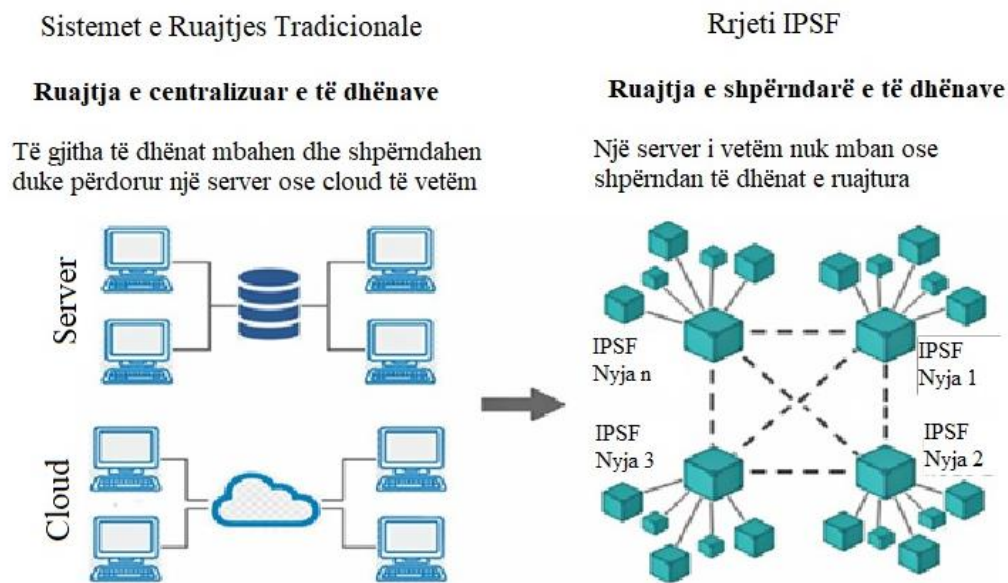 Sistemet e Ruajtjes Tradicionale
Ruajtja e centralizuar e të dhënave
Të gjitha të dhënat mbahen dhe shpërndahen
duke përdorur një server ose cloud të vetëm
Server
Cloud
Rrjeti IPSF
Ruajtja e shpërndarë e të dhënave
Një server i vetëm nuk mban ose
shpërndan të dhënat e ruajtura
IPSF
Nyja n
IPSF
Nyja 1
IPSF
Nyja 3
IPSF
Nyja 2